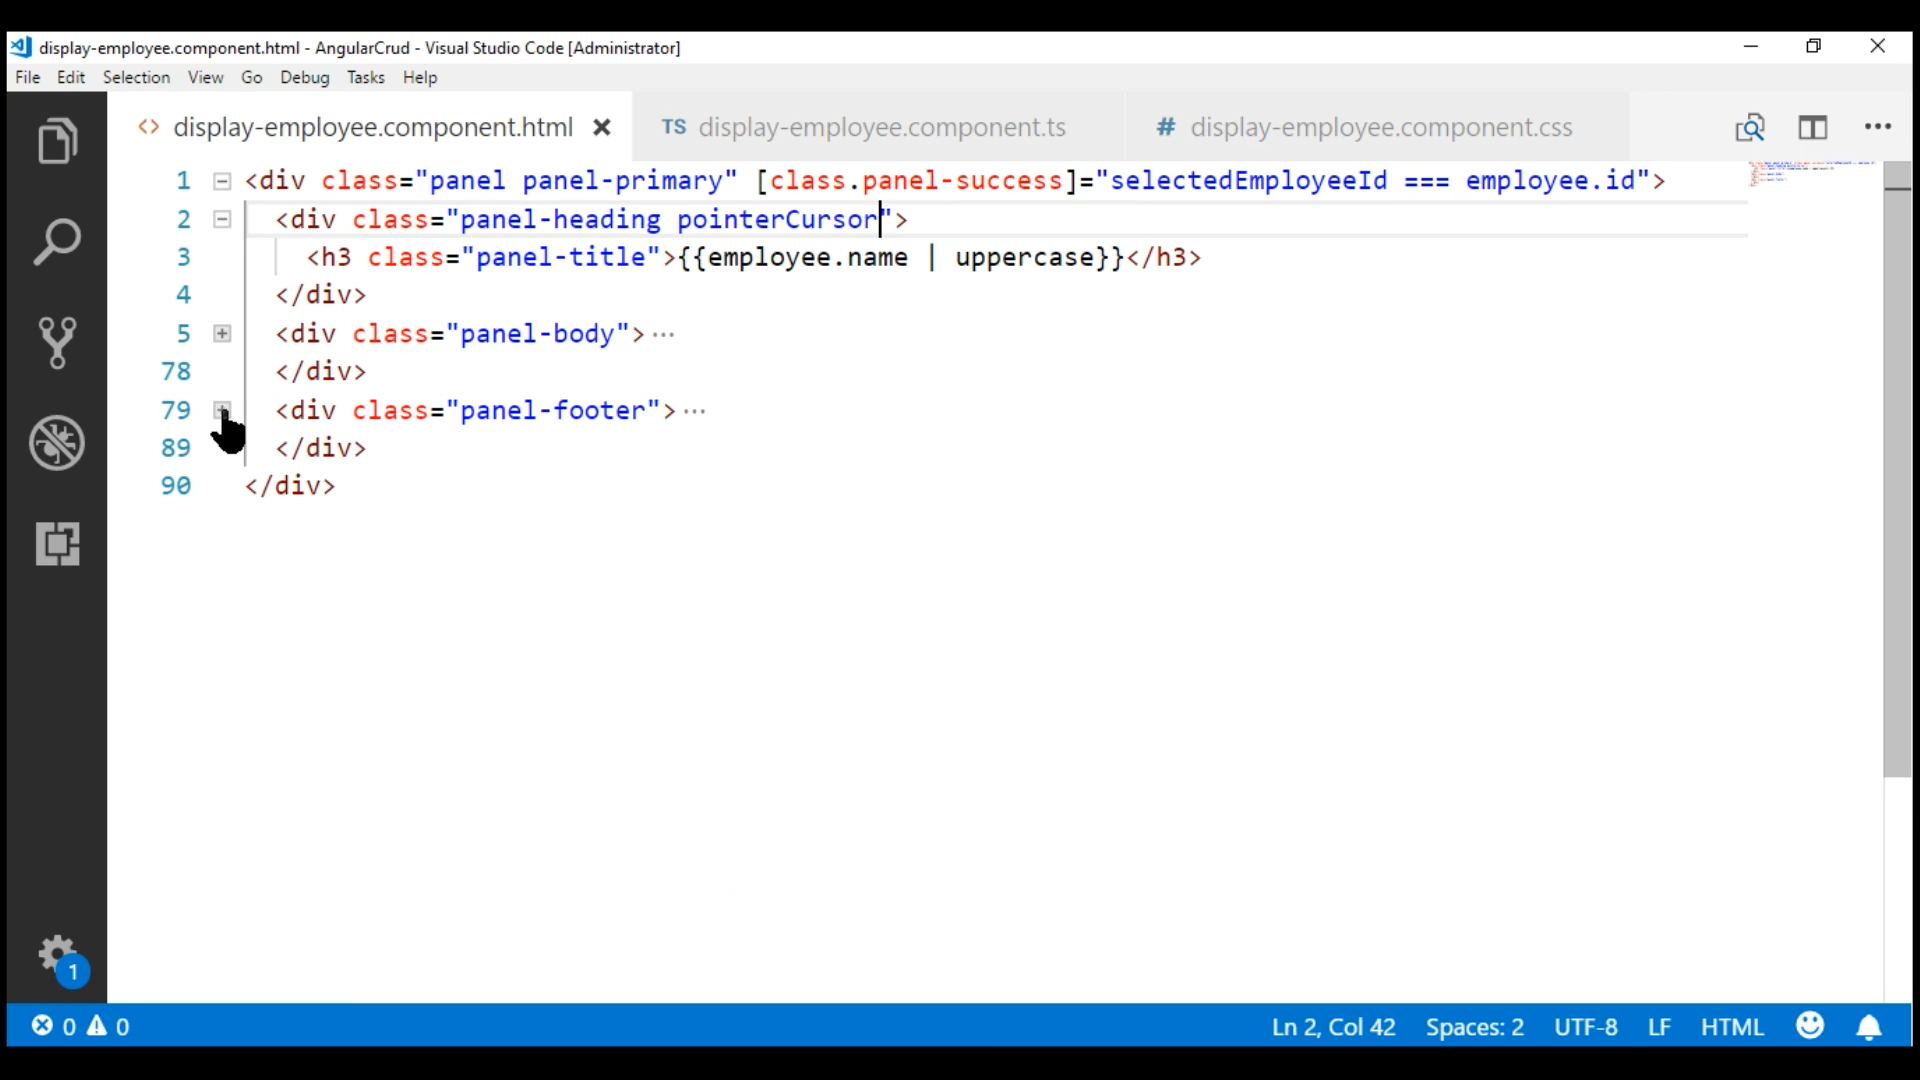 display-employee.component.html - AngularCrud - Visual Studio Code [Administrator]
File Edit Selection View Go Debug Tasks Help
<> display-employee.component.html TS display-employee.component.ts # display-employee.component.css
1 <div class="panel panel-primary" [class.panel-success]="selectedEmployeeId === employee.id">
2 <div class="panel-heading pointerCursor">
3 <h3 class="panel-title">{{employee.name | uppercase}}</h3>
4 </div>
5 <div class="panel-body">...
78 </div>
79 <div class="panel-footer">...
89 </div>
90 </div>
1
0 0 Ln 2, Col 42 Spaces: 2 UTF-8 LF HTML